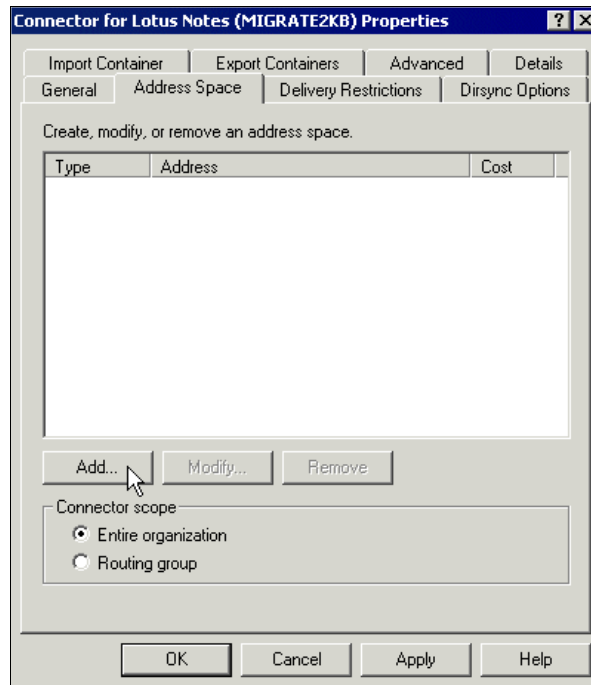 Connector for Lotus Notes (MIGRATE2KB) Properties
Import Container Export Containers Advanced Details
General Address Space Delivery Restrictions Dirsync Options
Create, modify, or remove an address space.
Type Address Cost
Add... Modify... Remove
Connector scope
Entire organization
Routing group
OK Cancel Apply Help